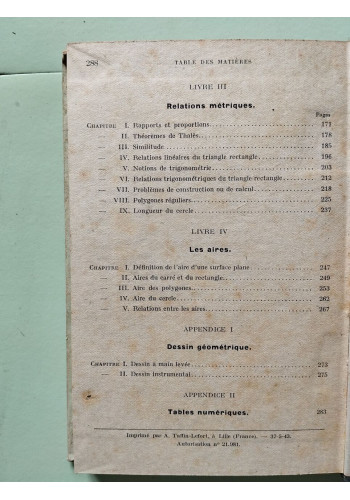 288 TABLE DES MATIÈRES
LIVRE III
Relations métriques.
Pages
CHAPITRE I. Rapports et proportions 171
— II. Théorèmes de Thalès 178
— III. Similitude 185
— IV. Relations linéaires du triangle rectangle 196
— V. Notions de trigonométrie 203
— VI. Relations trigonométriques du triangle rectangle 212
— VII. Problèmes de construction ou de calcul 218
— VIII. Polygones réguliers 225
— IX. Longueur du cercle 237
LIVRE IV
Les aires.
CHAPITRE I. Définition de l'aire d'une surface plane 247
— II. Aires du carré et du rectangle 249
— III. Aire des polygones 253
— IV. Aire du cercle 262
— V. Relations entre les aires 267
APPENDICE I
Dessin géométrique.
CHAPITRE I. Dessin à main levée 273
— II. Dessin instrumental 275
APPENDICE II
Tables numériques. 283
Imprimé par A. Taffin-Lefort, à Lille (France). — 37-5-43.
Autorisation n° 21.081.